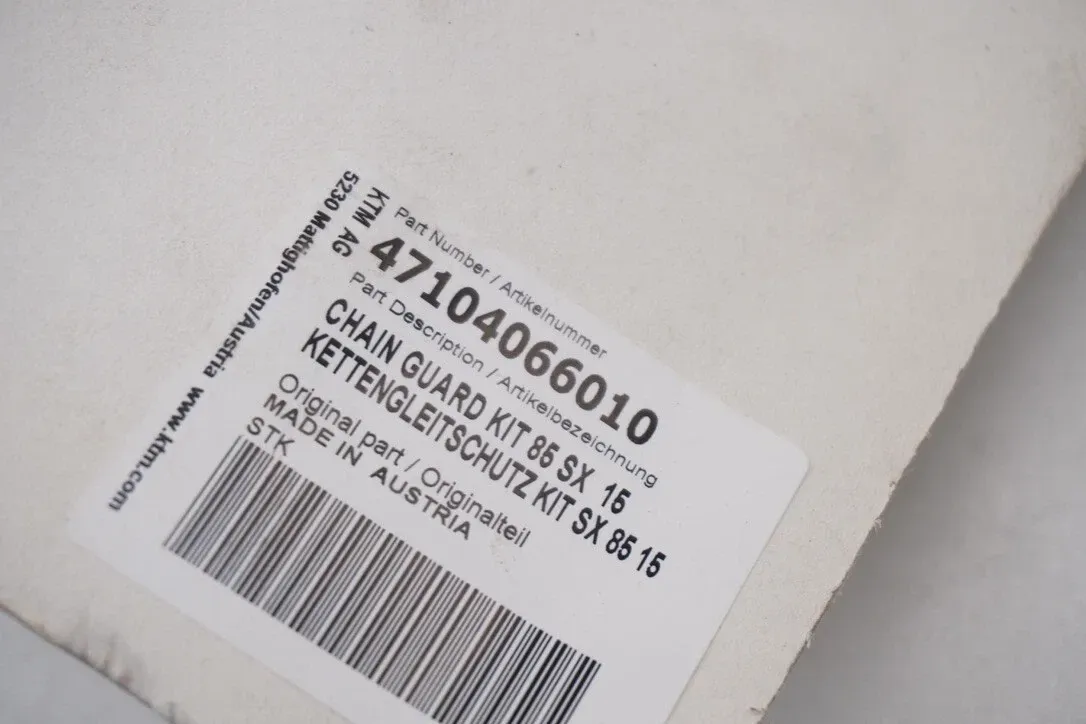 KTM AG
5230 Mattighofen/Austria www.ktm.com
Part Number / Artikelnummer
47104066010
Part Description / Artikelbezeichnung
CHAIN GUARD KIT 85 SX 15
KETTENGLEITSCHUTZ KIT SX 85 15
Original part / Originalteil
MADE IN AUSTRIA
STK